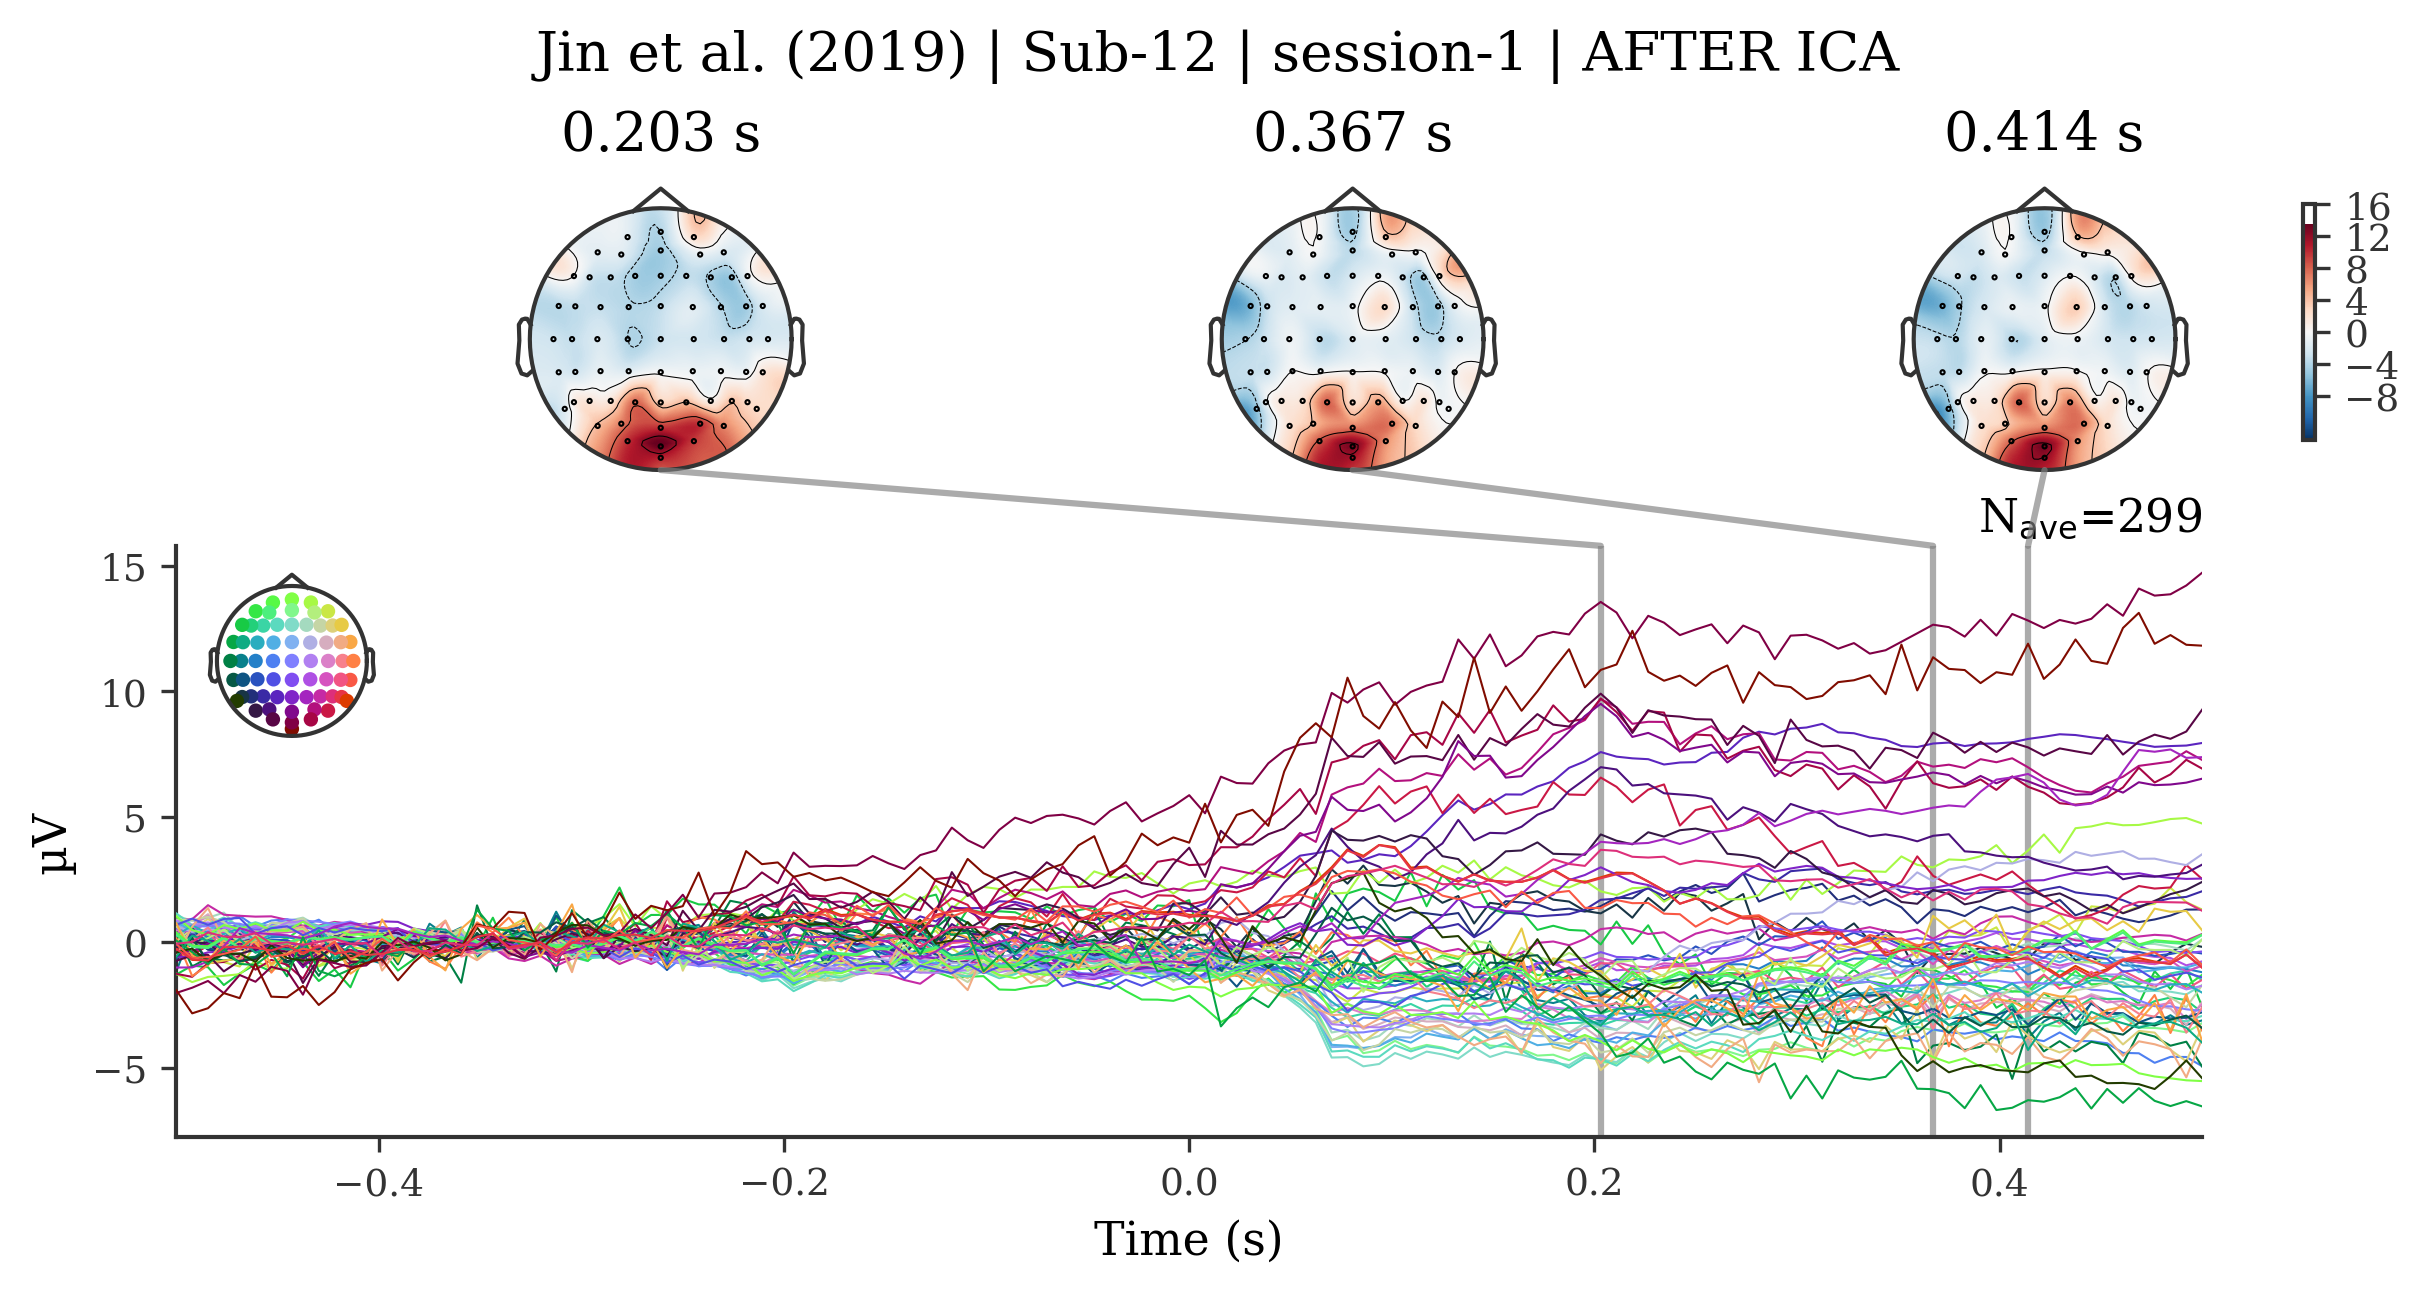 Jin et al. (2019) | Sub-12 | session-1 | AFTER ICA
0.203 s
0.367 s
0.414 s
16
12
8
4
0
−4
−8
Nave=299
15
10
5
0
−5
µV
−0.4
−0.2
0.0
0.2
0.4
Time (s)